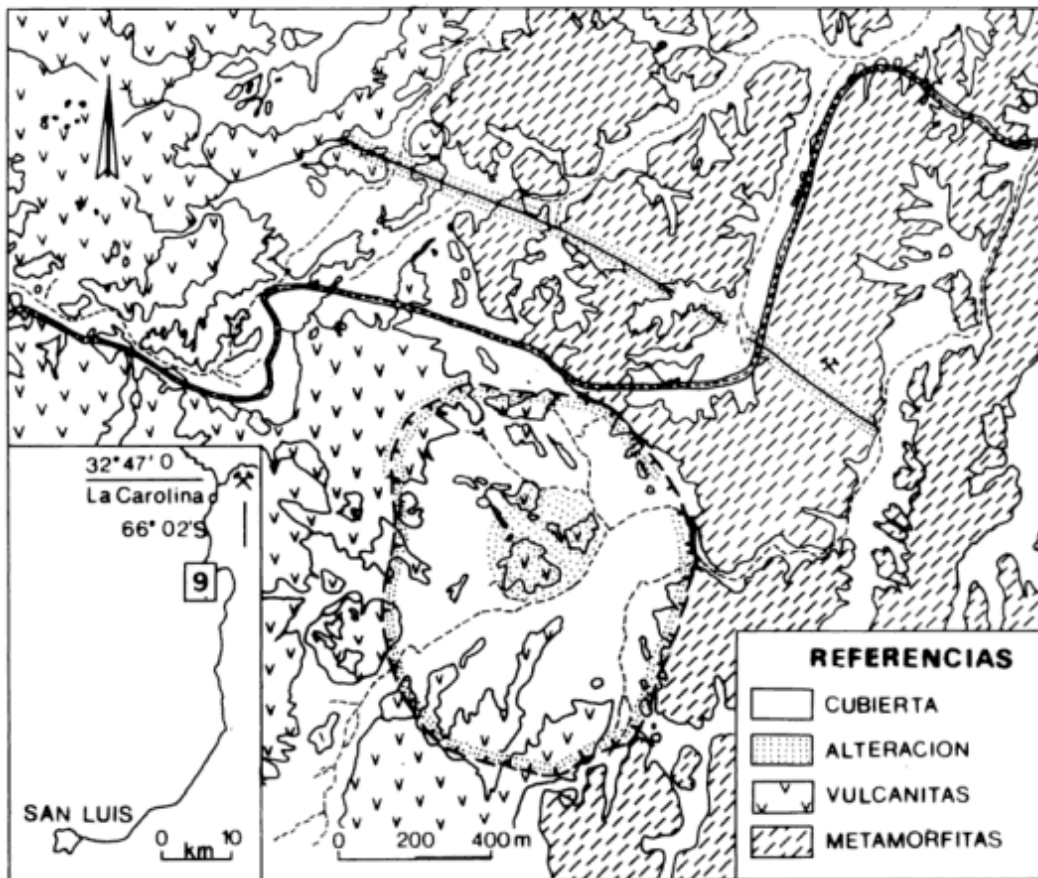 32°47' O
La Carolina
66° 02'S
9
SAN LUIS
0 10
km
0 200 400 m
REFERENCIAS
CUBIERTA
ALTERACION
VULCANITAS
METAMORFITAS